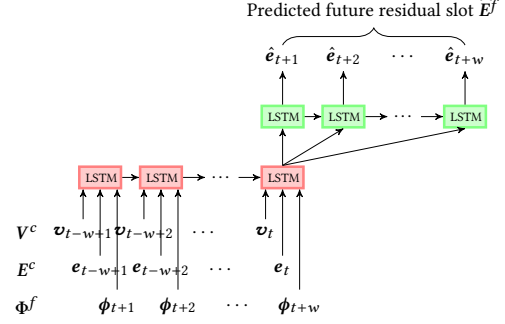 Predicted future residual slot Ê^f
ê_{t+1} ê_{t+2} ··· ê_{t+w}
LSTM LSTM ··· LSTM
LSTM LSTM ··· LSTM
V^c v_{t−w+1} v_{t−w+2} ··· v_t
E^c e_{t−w+1} e_{t−w+2} ··· e_t
Φ^f ϕ_{t+1} ϕ_{t+2} ··· ϕ_{t+w}